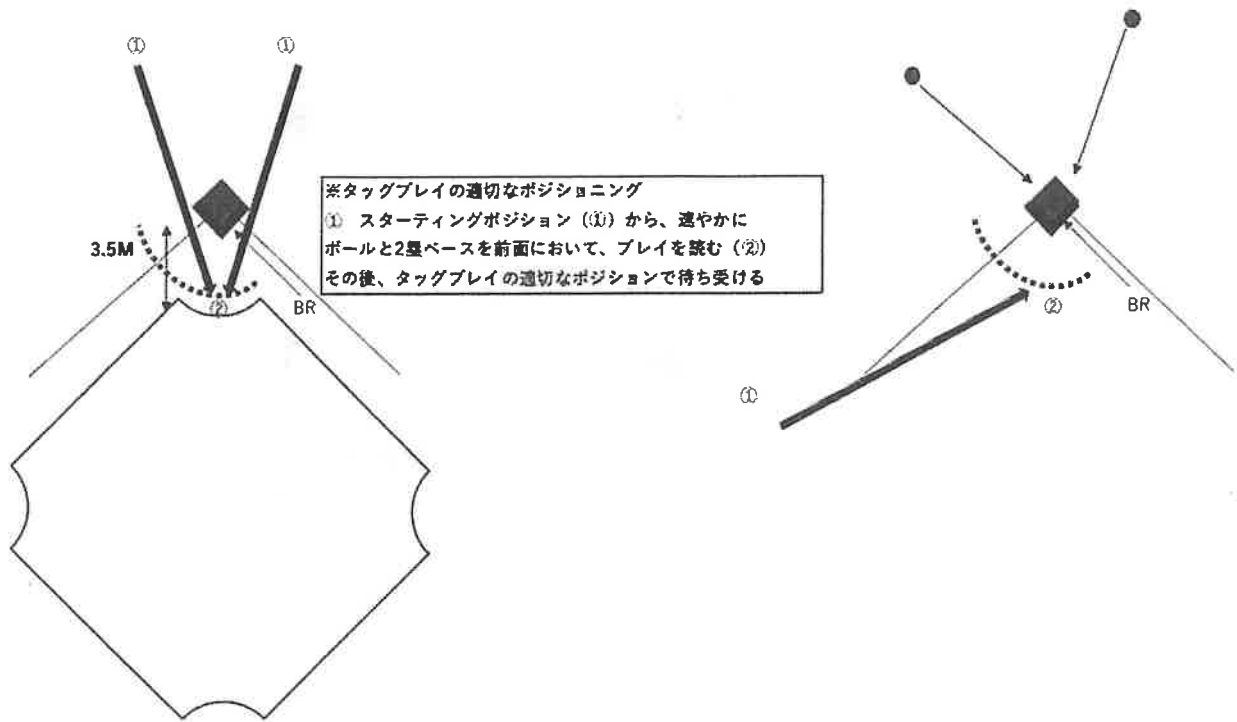 ①
①
3.5M
②
BR
※タッグプレイの適切なポジショニング
① スターティングポジション（①）から、速やかに
ボールと2塁ベースを前面において、プレイを読む（②）
その後、タッグプレイの適切なポジションで待ち受ける
①
②
BR